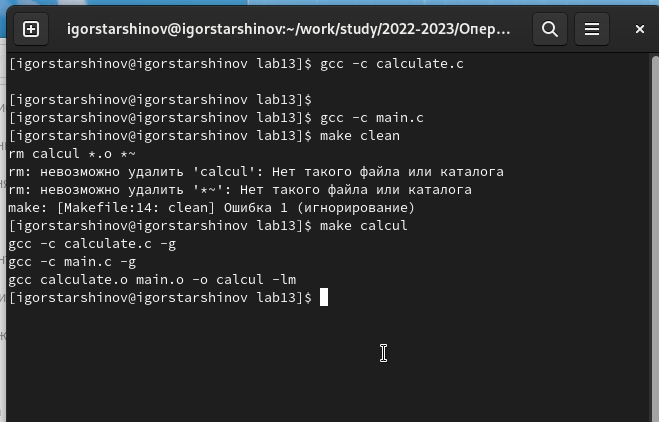 igorstarshinov@igorstarshinov:~/work/study/2022-2023/Опер...
[igorstarshinov@igorstarshinov lab13]$ gcc -c calculate.c
[igorstarshinov@igorstarshinov lab13]$
[igorstarshinov@igorstarshinov lab13]$ gcc -c main.c
[igorstarshinov@igorstarshinov lab13]$ make clean
rm calcul *.o *~
rm: невозможно удалить 'calcul': Нет такого файла или каталога
rm: невозможно удалить '*~': Нет такого файла или каталога
make: [Makefile:14: clean] Ошибка 1 (игнорирование)
[igorstarshinov@igorstarshinov lab13]$ make calcul
gcc -c calculate.c -g
gcc -c main.c -g
gcc calculate.o main.o -o calcul -lm
[igorstarshinov@igorstarshinov lab13]$